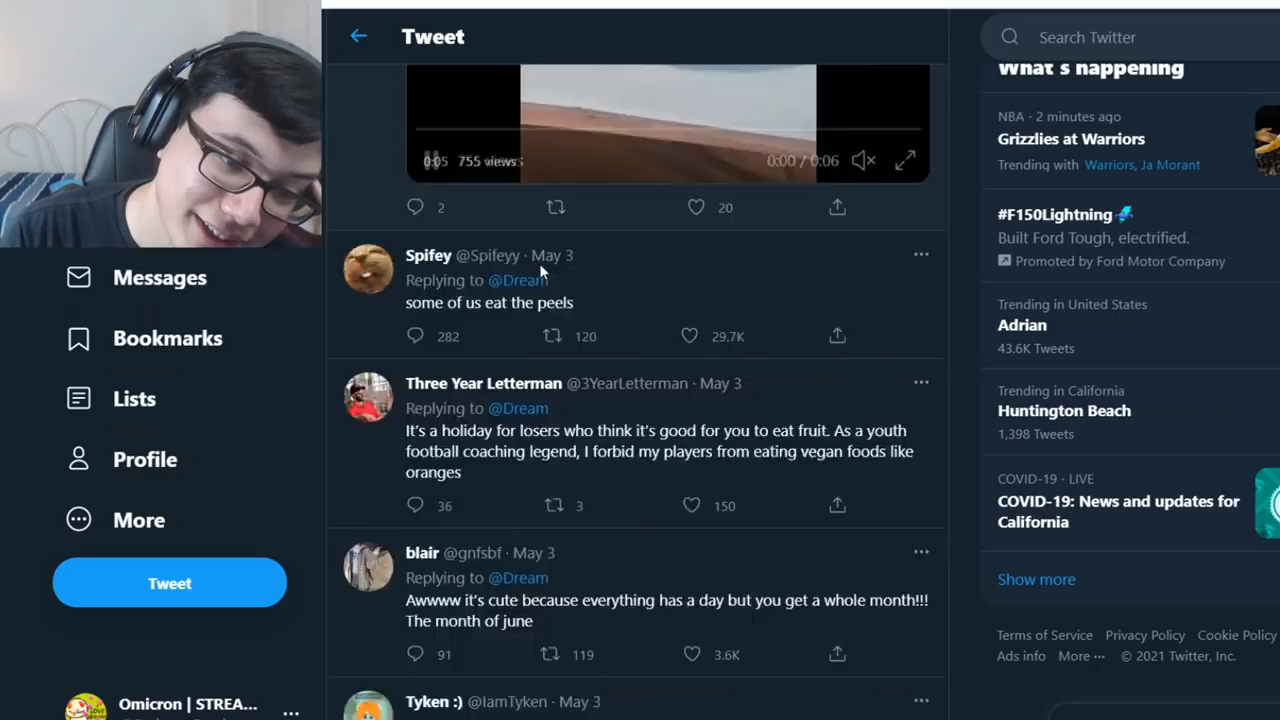 Tweet
0:05 755 views
0:00 / 0:06
2
20
Spifey @Spifeyy · May 3
Replying to @Dream
some of us eat the peels
282
120
29.7K
Three Year Letterman @3YearLetterman · May 3
Replying to @Dream
It's a holiday for losers who think it's good for you to eat fruit. As a youth
football coaching legend, I forbid my players from eating vegan foods like
oranges
36
3
150
blair @gnfsbf · May 3
Replying to @Dream
Awwww it's cute because everything has a day but you get a whole month!!!
The month of june
91
119
3.6K
Tyken :) @IamTyken · May 3
Messages
Bookmarks
Lists
Profile
More
Tweet
Omicron | STREA...
Search Twitter
What's happening
NBA · 2 minutes ago
Grizzlies at Warriors
Trending with Warriors, Ja Morant
#F150Lightning
Built Ford Tough, electrified.
Promoted by Ford Motor Company
Trending in United States
Adrian
43.6K Tweets
Trending in California
Huntington Beach
1,398 Tweets
COVID-19 · LIVE
COVID-19: News and updates for
California
Show more
Terms of Service Privacy Policy Cookie Policy
Ads info More ··· © 2021 Twitter, Inc.